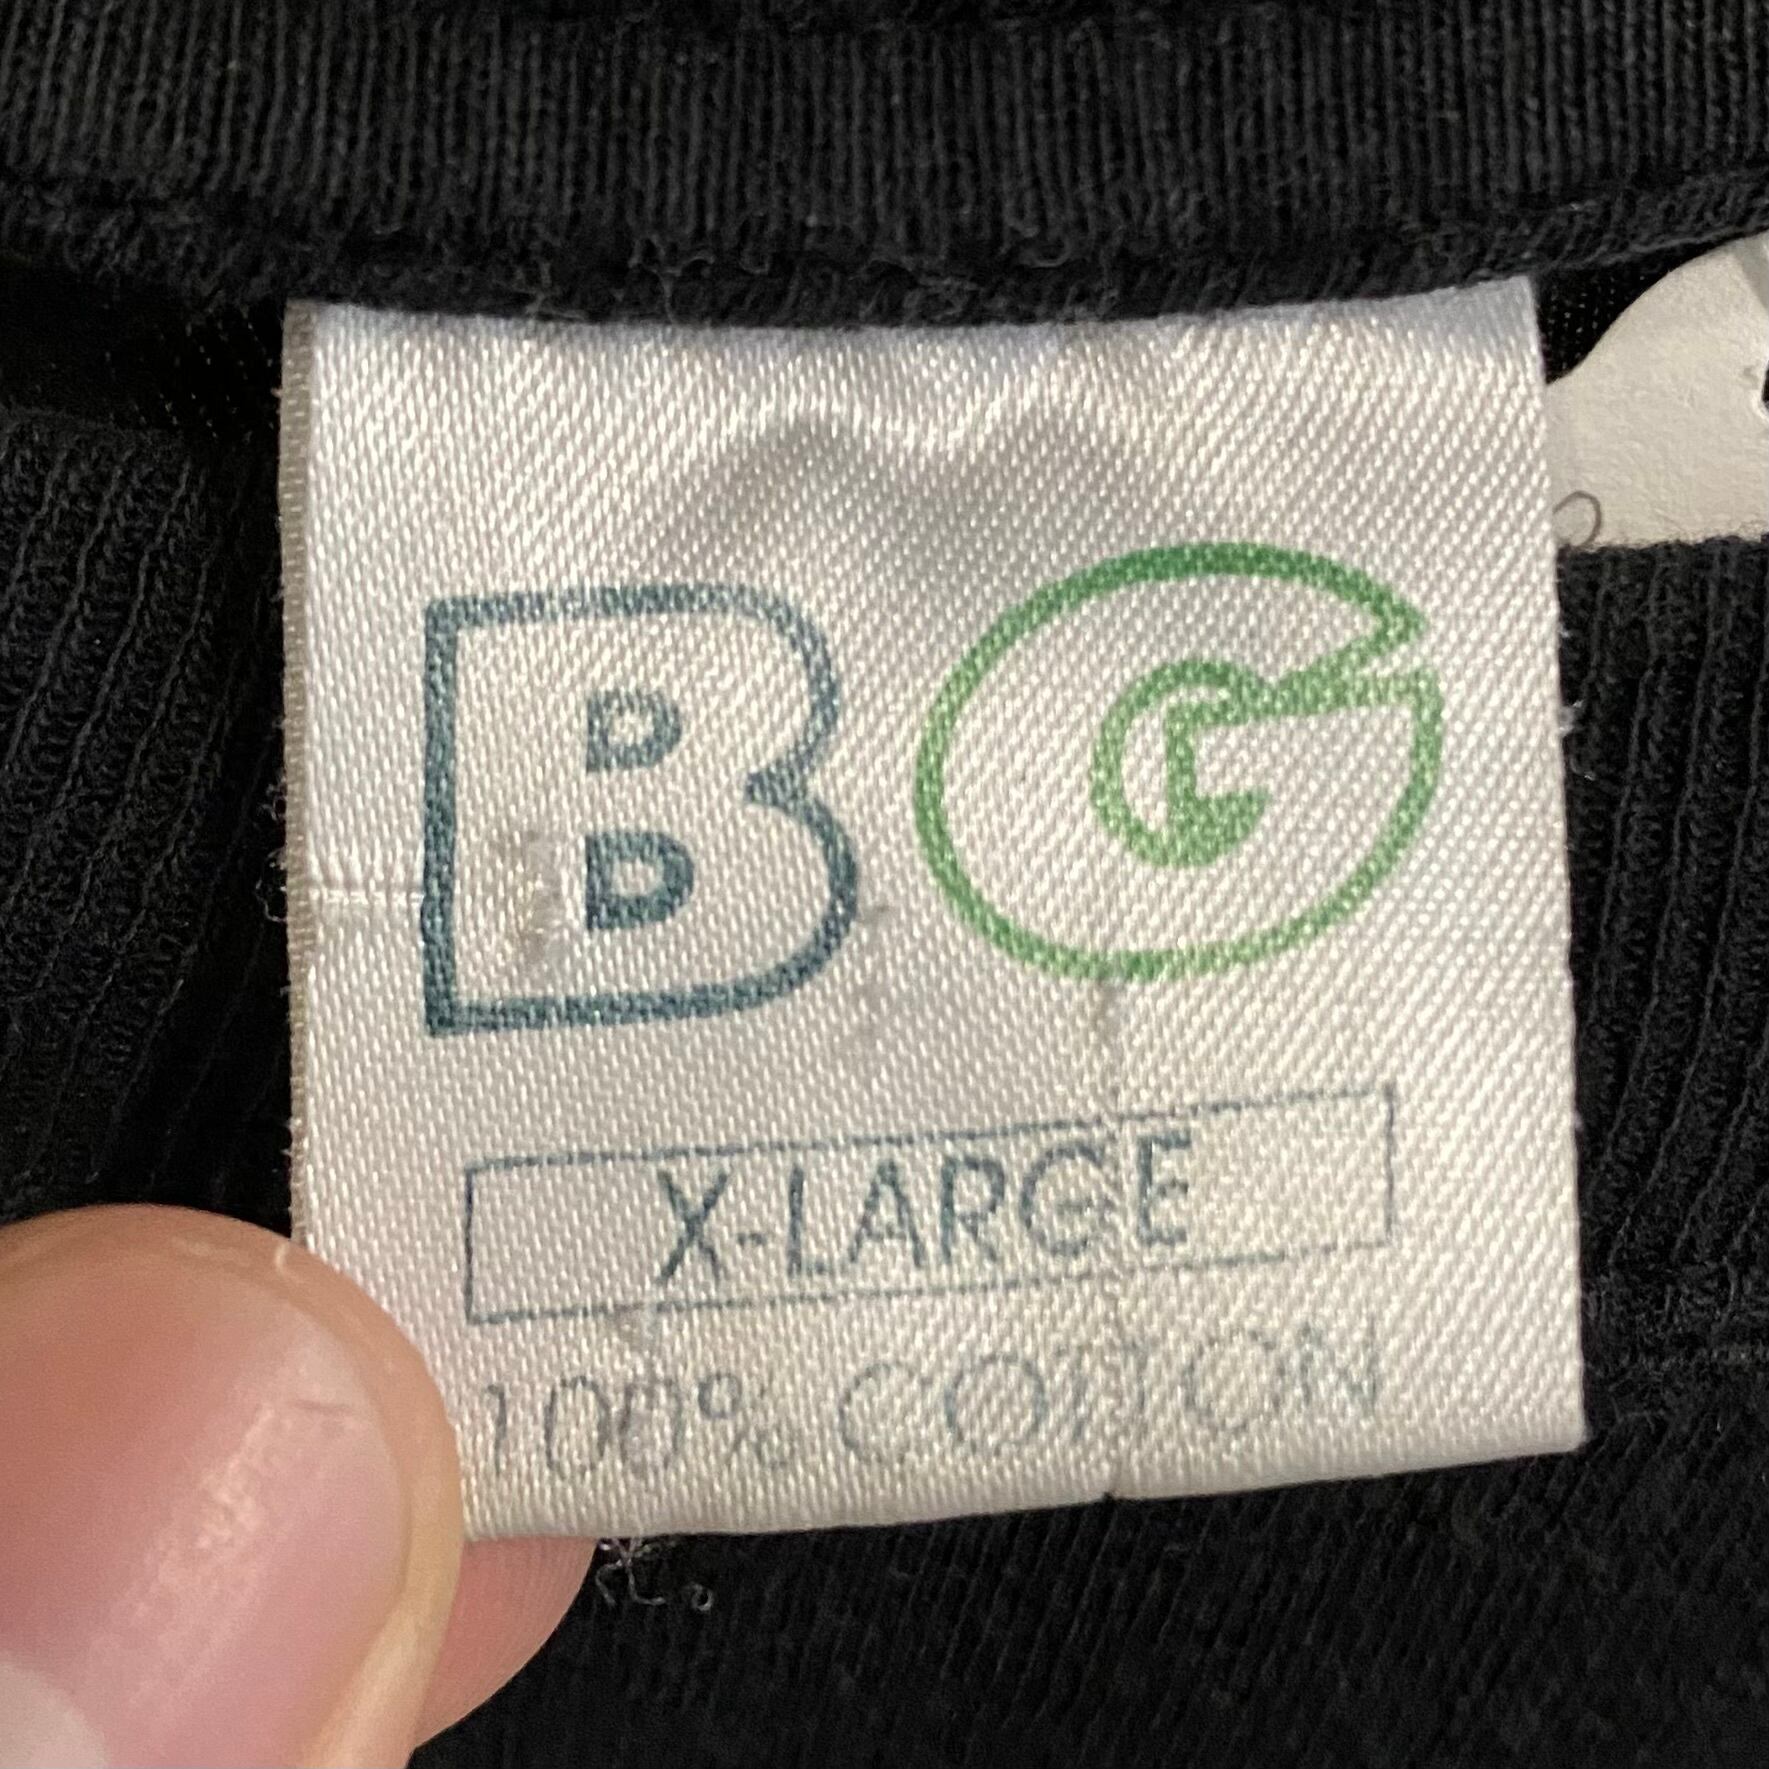 BG
X-LARGE
100% COTTON